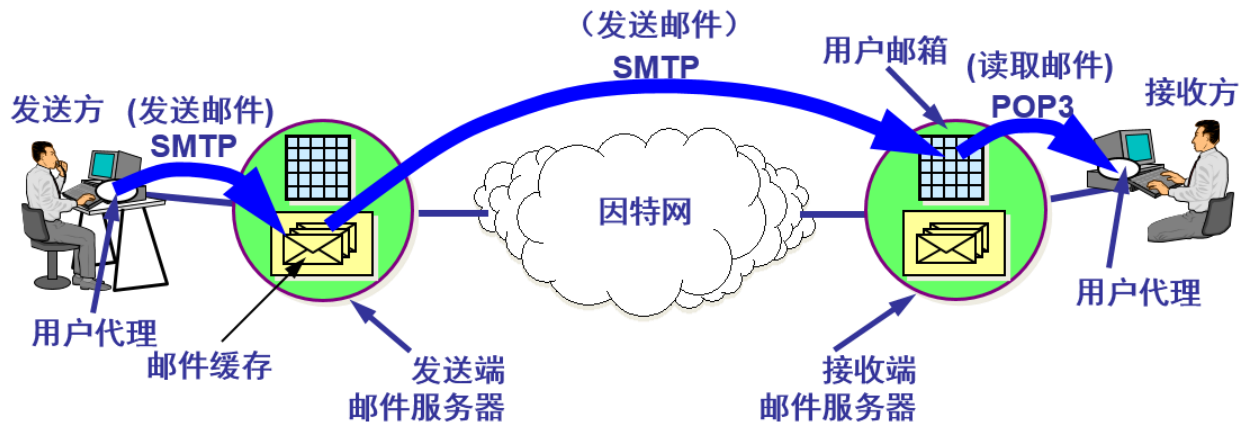 （发送邮件）
SMTP
用户邮箱
(读取邮件)
POP3
发送方
(发送邮件)
SMTP
接收方
因特网
用户代理
邮件缓存
发送端
邮件服务器
接收端
邮件服务器
用户代理